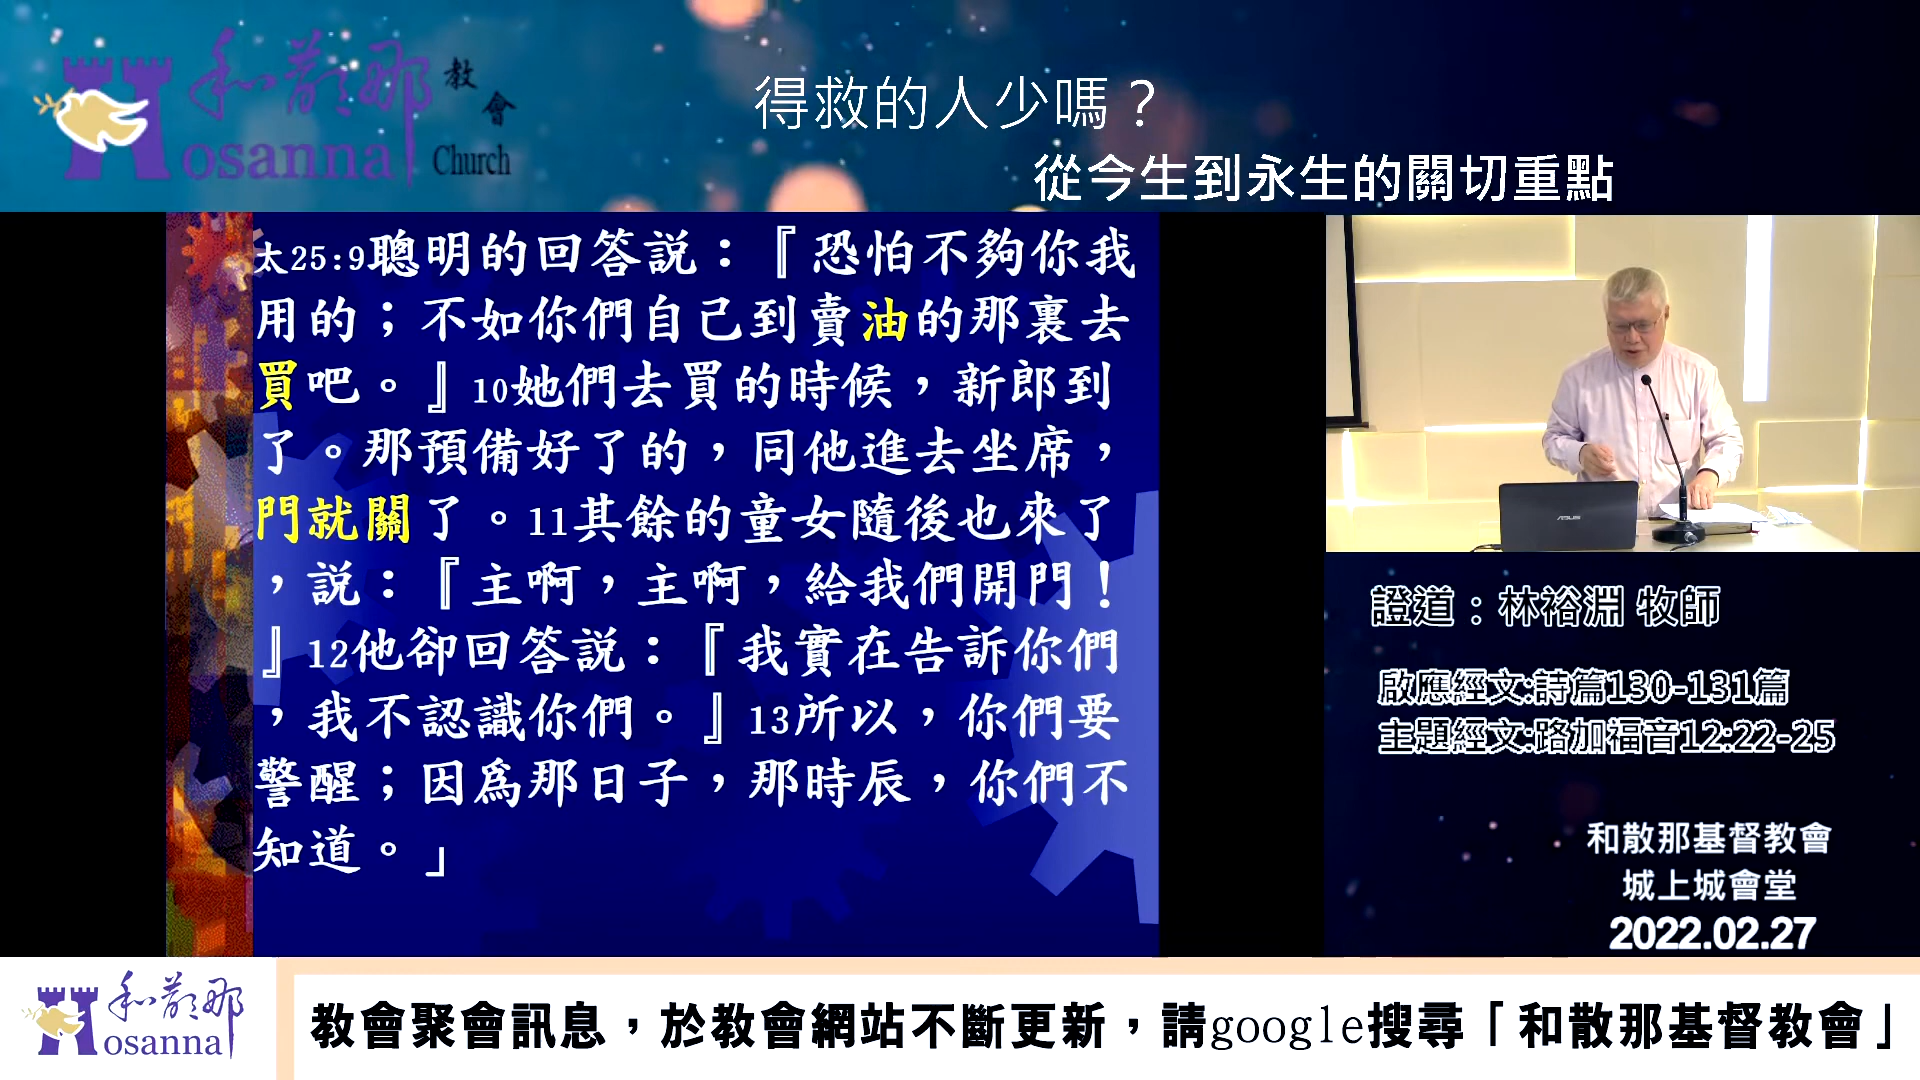 和散那 教會
Hosanna Church
得救的人少嗎？
從今生到永生的關切重點
太25:9聰明的回答説：『恐怕不夠你我
用的；不如你們自己到賣油的那裏去
買吧。』10她們去買的時候，新郎到
了。那預備好了的，同他進去坐席，
門就關了。11其餘的童女隨後也來了
，説：『主啊，主啊，給我們開門！
』12他卻回答説：『我實在告訴你們
，我不認識你們。』13所以，你們要
警醒；因爲那日子，那時辰，你們不
知道。」
ASUS
證道：林裕淵 牧師
啟應經文:詩篇130-131篇
主題經文:路加福音12:22-25
和散那基督教會
城上城會堂
2022.02.27
和散那
Hosanna
教會聚會訊息，於教會網站不斷更新，請google搜尋「和散那基督教會」